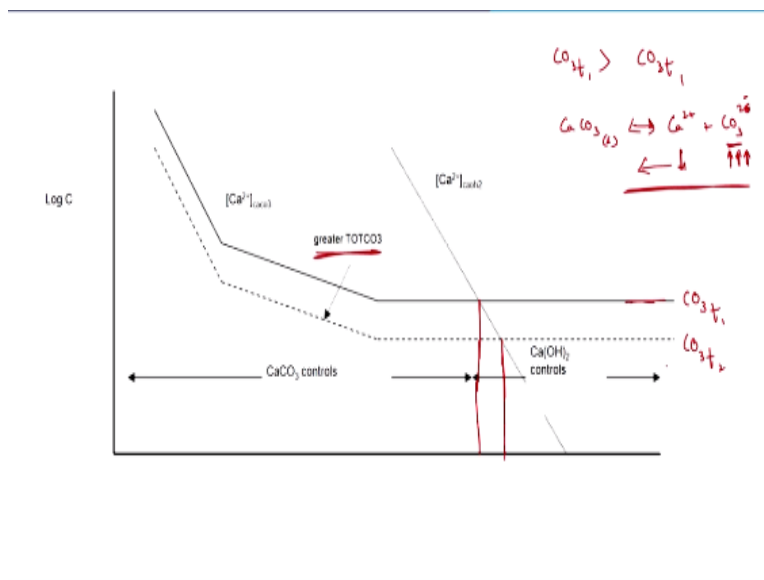 CO3t1 > CO3t1
CaCO3(s) ↔ Ca2+ + CO3 2-
← ↓ ↑↑↑
Log C
[Ca2+]caco3
[Ca2+]caoh2
greater TOTCO3
CO3t1
CO3t2
Ca(OH)2
controls
CaCO3 controls